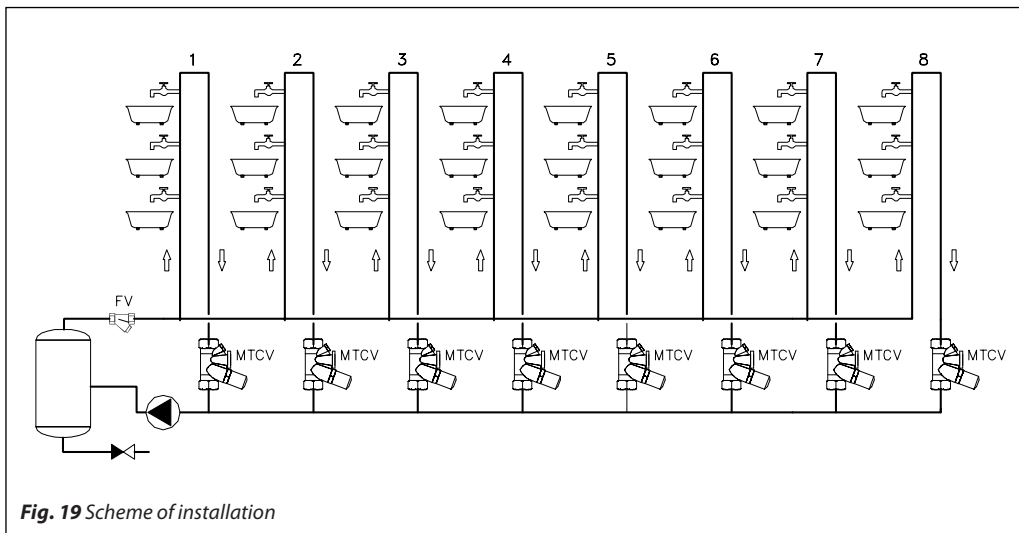 1 2 3 4 5 6 7 8
FV
MTCV MTCV MTCV MTCV MTCV MTCV MTCV MTCV
Fig. 19 Scheme of installation